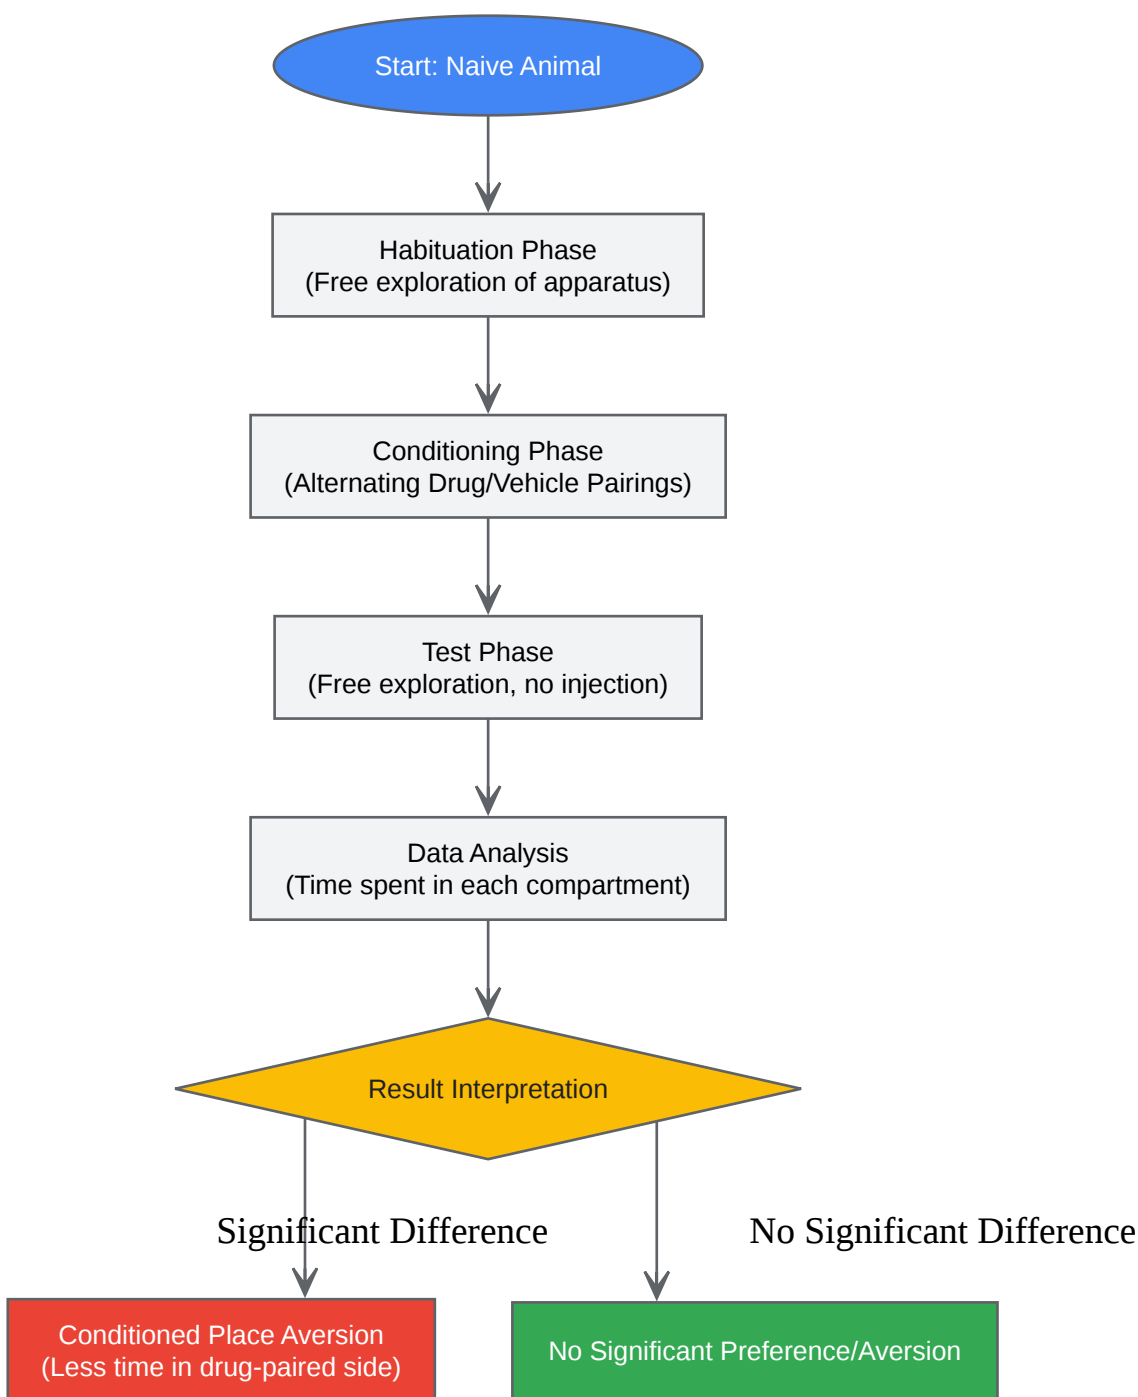 Start: Naive Animal
Habituation Phase
(Free exploration of apparatus)
Conditioning Phase
(Alternating Drug/Vehicle Pairings)
Test Phase
(Free exploration, no injection)
Data Analysis
(Time spent in each compartment)
Result Interpretation
Significant Difference
No Significant Difference
Conditioned Place Aversion
(Less time in drug-paired side)
No Significant Preference/Aversion